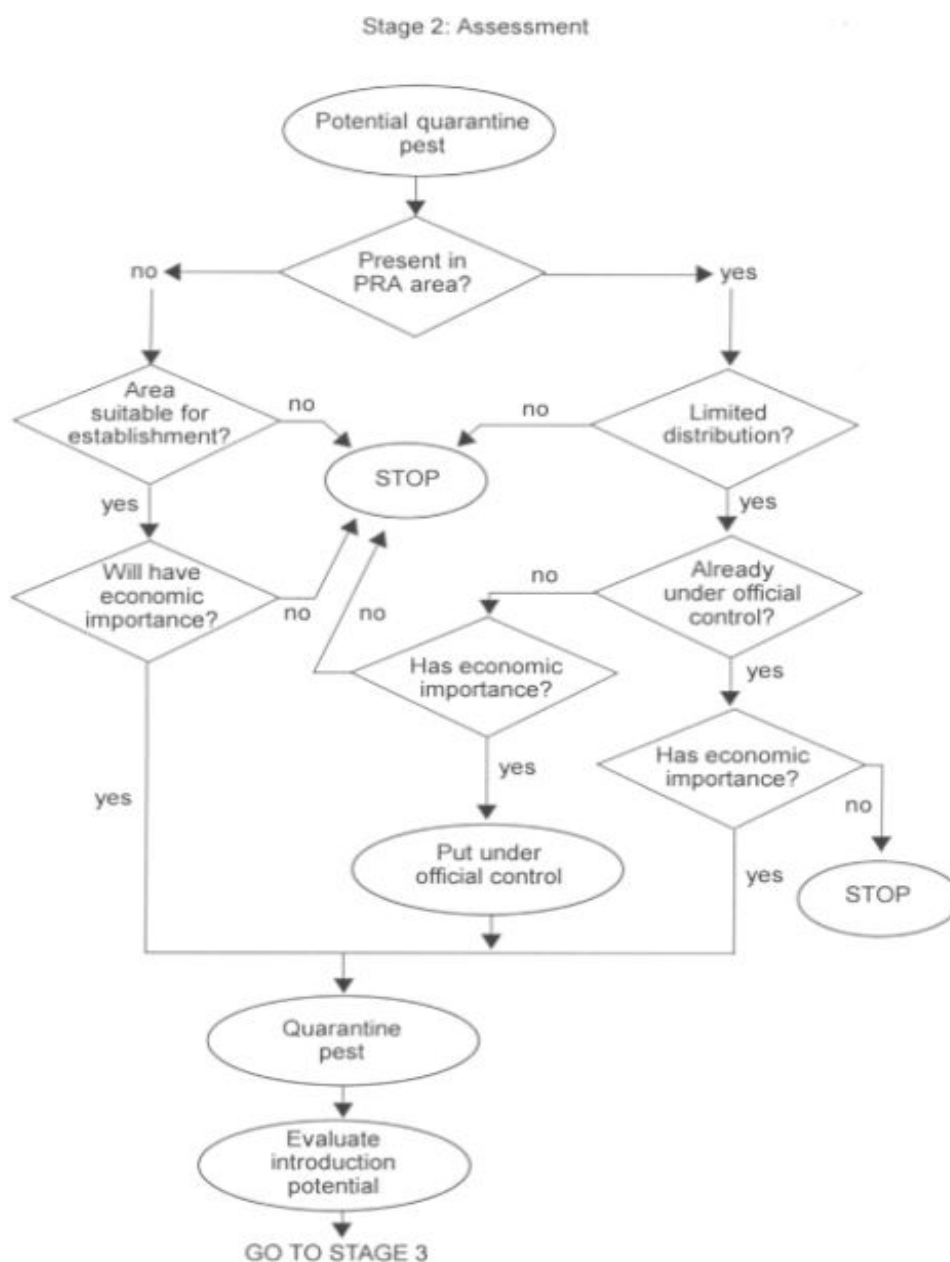 Stage 2: Assessment
Potential quarantine
pest
Present in
PRA area?
no
yes
Area
suitable for
establishment?
no
STOP
no
Limited
distribution?
yes
yes
Will have
economic
importance?
no
no
no
Already
under official
control?
Has economic
importance?
yes
yes
Has economic
importance?
yes
no
Put under
official control
yes
STOP
Quarantine
pest
Evaluate
introduction
potential
GO TO STAGE 3